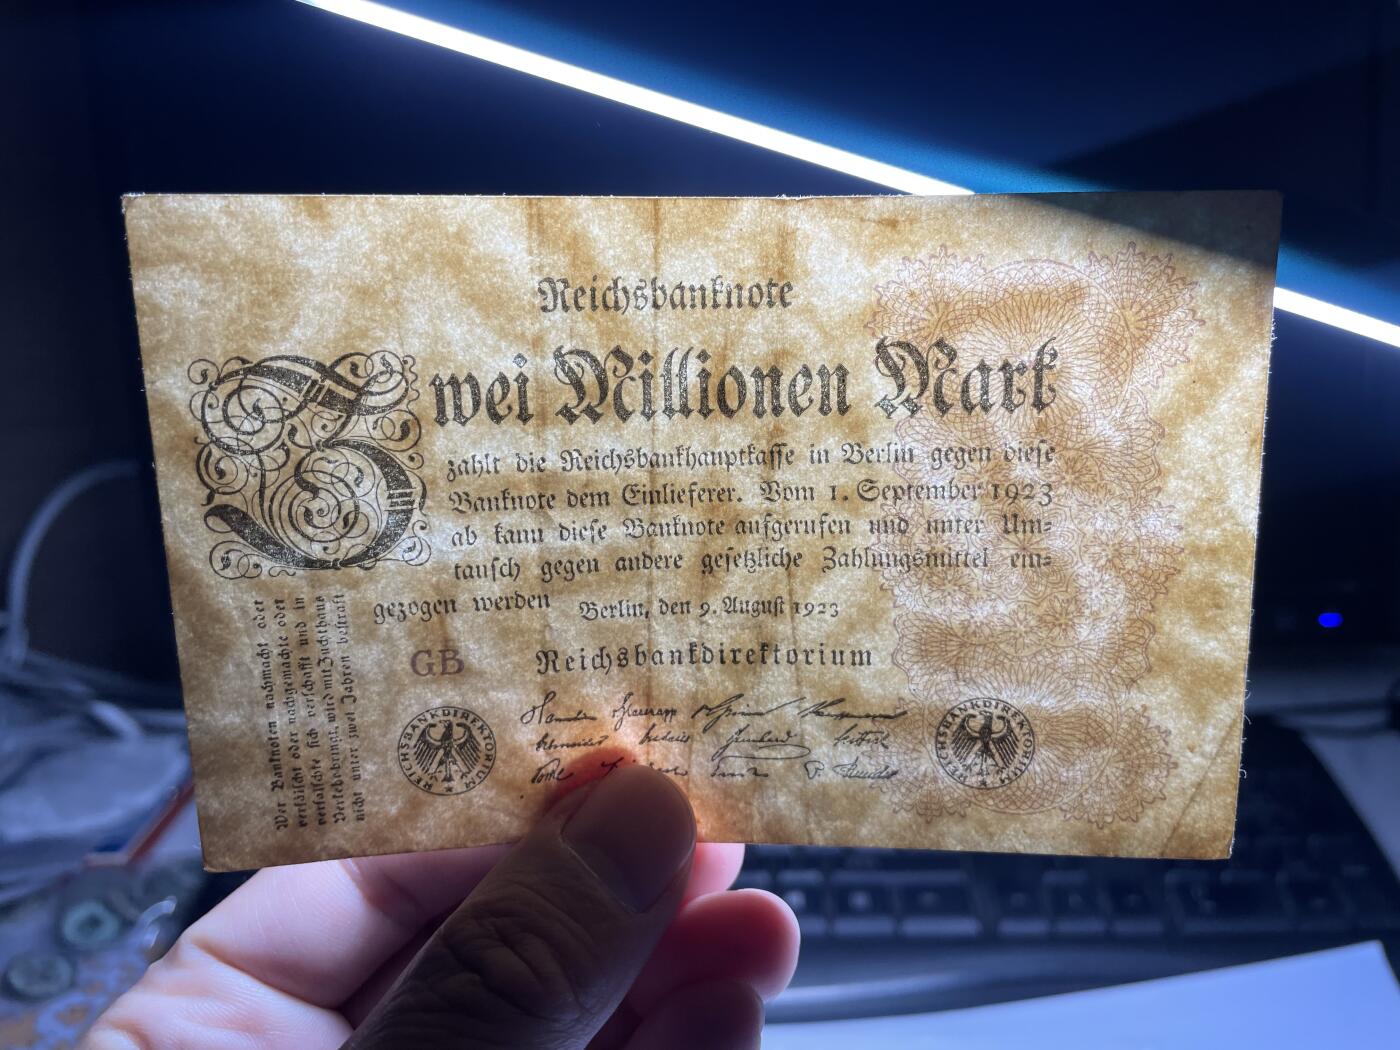 Reichsbanknote
Zwei Millionen Mark
zahlt die Reichsbankhauptkasse in Berlin gegen diese
Banknote dem Einlieferer. Vom 1. September 1923
ab kann diese Banknote aufgerufen und unter Um=
tausch gegen andere gesetzliche Zahlungsmittel ein=
gezogen werden
Berlin, den 9. August 1923
Reichsbankdirektorium
GB
Wer Banknoten nachmacht oder
verfälscht oder nachgemachte oder
verfälschte sich verschafft und in
Verkehr bringt, wird mit Zuchthaus
nicht unter zwei Jahren bestraft
REICHSBANKDIREKTORIUM
REICHSBANKDIREKTORIUM